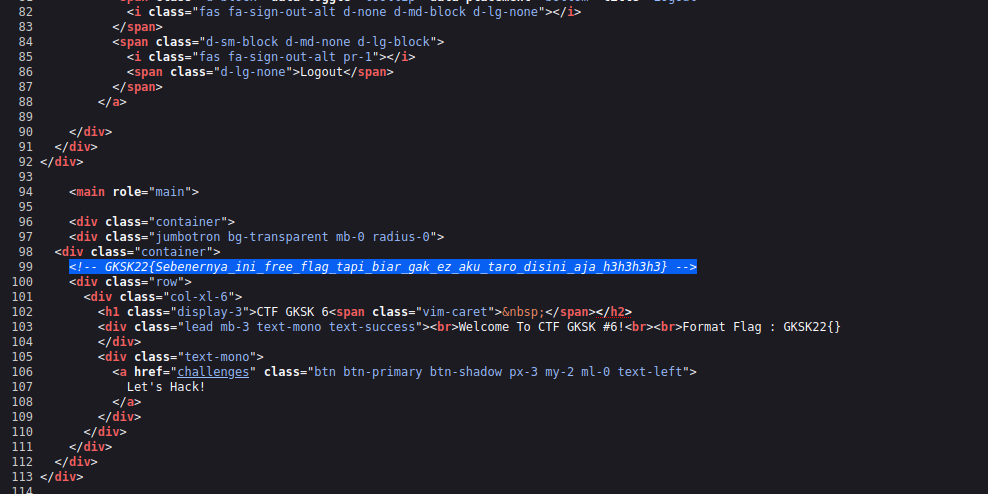 82 <i class="fas fa-sign-out-alt d-none d-md-block d-lg-none"></i>
83 </span>
84 <span class="d-sm-block d-md-none d-lg-block">
85 <i class="fas fa-sign-out-alt pr-1"></i>
86 <span class="d-lg-none">Logout</span>
87 </span>
88 </a>
89
90 </div>
91 </div>
92 </div>
93
94 <main role="main">
95
96 <div class="container">
97 <div class="jumbotron bg-transparent mb-0 radius-0">
98 <div class="container">
99 <!-- GKSK22{Sebenernya_ini_free_flag_tapi_biar_gak_ez_aku_taro_disini_aja_h3h3h3h3} -->
100 <div class="row">
101 <div class="col-xl-6">
102 <h1 class="display-3">CTF GKSK 6<span class="vim-caret">&nbsp;</span></h2>
103 <div class="lead mb-3 text-mono text-success"><br>Welcome To CTF GKSK #6!<br><br>Format Flag : GKSK22{}
104 </div>
105 <div class="text-mono">
106 <a href="challenges" class="btn btn-primary btn-shadow px-3 my-2 ml-0 text-left">
107 Let's Hack!
108 </a>
109 </div>
110 </div>
111 </div>
112 </div>
113 </div>
114